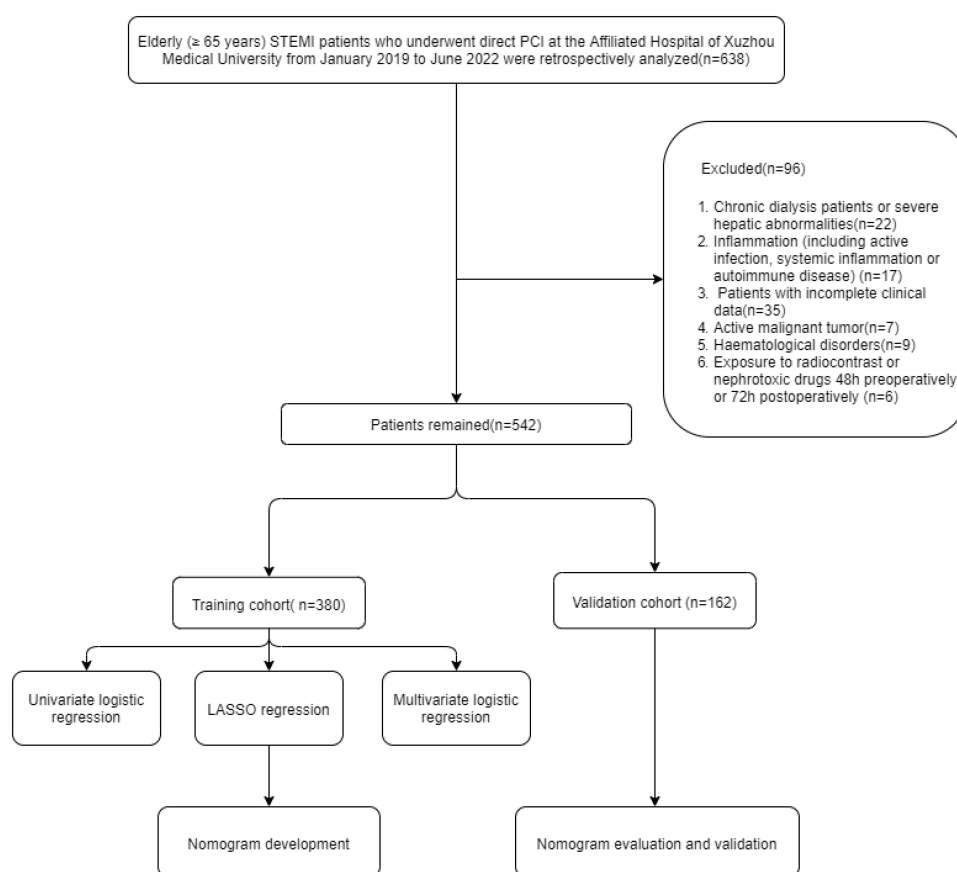 Elderly (≥ 65 years) STEMI patients who underwent direct PCI at the Affiliated Hospital of Xuzhou
Medical University from January 2019 to June 2022 were retrospectively analyzed(n=638)
Excluded(n=96)
1. Chronic dialysis patients or severe
hepatic abnormalities(n=22)
2. Inflammation (including active
infection, systemic inflammation or
autoimmune disease) (n=17)
3. Patients with incomplete clinical
data(n=35)
4. Active malignant tumor(n=7)
5. Haematological disorders(n=9)
6. Exposure to radiocontrast or
nephrotoxic drugs 48h preoperatively
or 72h postoperatively (n=6)
Patients remained(n=542)
Training cohort( n=380)
Validation cohort (n=162)
Univariate logistic
regression
LASSO regression
Multivariate logistic
regression
Nomogram development
Nomogram evaluation and validation